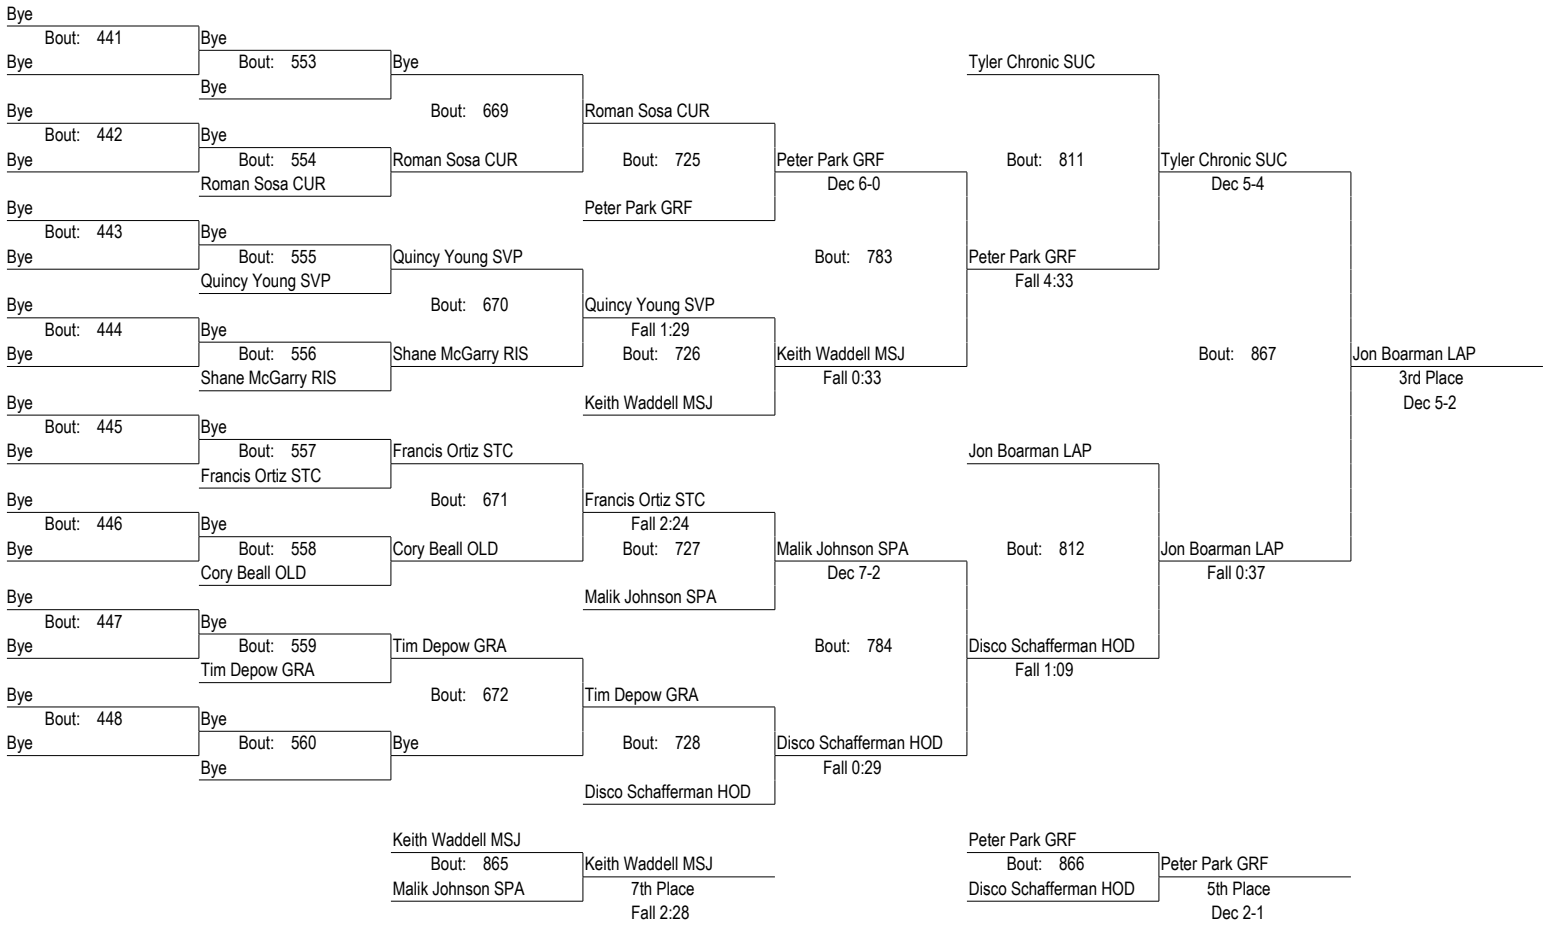 Bye
Bout: 441
Bye
Bye
Bout: 553
Bye
Bye
Tyler Chronic SUC
Bye
Bye
Bout: 669
Roman Sosa CUR
Bout: 442
Bye
Bye
Bout: 554
Roman Sosa CUR
Bout: 725
Peter Park GRF
Bout: 811
Tyler Chronic SUC
Roman Sosa CUR
Dec 6-0
Dec 5-4
Bye
Peter Park GRF
Bout: 443
Bye
Bye
Bout: 555
Quincy Young SVP
Bout: 783
Peter Park GRF
Quincy Young SVP
Fall 4:33
Bye
Bout: 670
Quincy Young SVP
Bout: 444
Bye
Fall 1:29
Bye
Bout: 556
Shane McGarry RIS
Bout: 726
Keith Waddell MSJ
Bout: 867
Jon Boarman LAP
Shane McGarry RIS
Fall 0:33
3rd Place
Bye
Keith Waddell MSJ
Dec 5-2
Bout: 445
Bye
Bye
Bout: 557
Francis Ortiz STC
Jon Boarman LAP
Francis Ortiz STC
Bye
Bout: 671
Francis Ortiz STC
Bout: 446
Bye
Fall 2:24
Bye
Bout: 558
Cory Beall OLD
Bout: 727
Malik Johnson SPA
Bout: 812
Jon Boarman LAP
Cory Beall OLD
Dec 7-2
Fall 0:37
Bye
Malik Johnson SPA
Bout: 447
Bye
Bye
Bout: 559
Tim Depow GRA
Bout: 784
Disco Schafferman HOD
Tim Depow GRA
Fall 1:09
Bye
Bout: 672
Tim Depow GRA
Bout: 448
Bye
Bye
Bout: 560
Bye
Bout: 728
Disco Schafferman HOD
Bye
Fall 0:29
Disco Schafferman HOD
Keith Waddell MSJ
Bout: 865
Keith Waddell MSJ
Malik Johnson SPA
7th Place
Fall 2:28
Peter Park GRF
Bout: 866
Peter Park GRF
Disco Schafferman HOD
5th Place
Dec 2-1